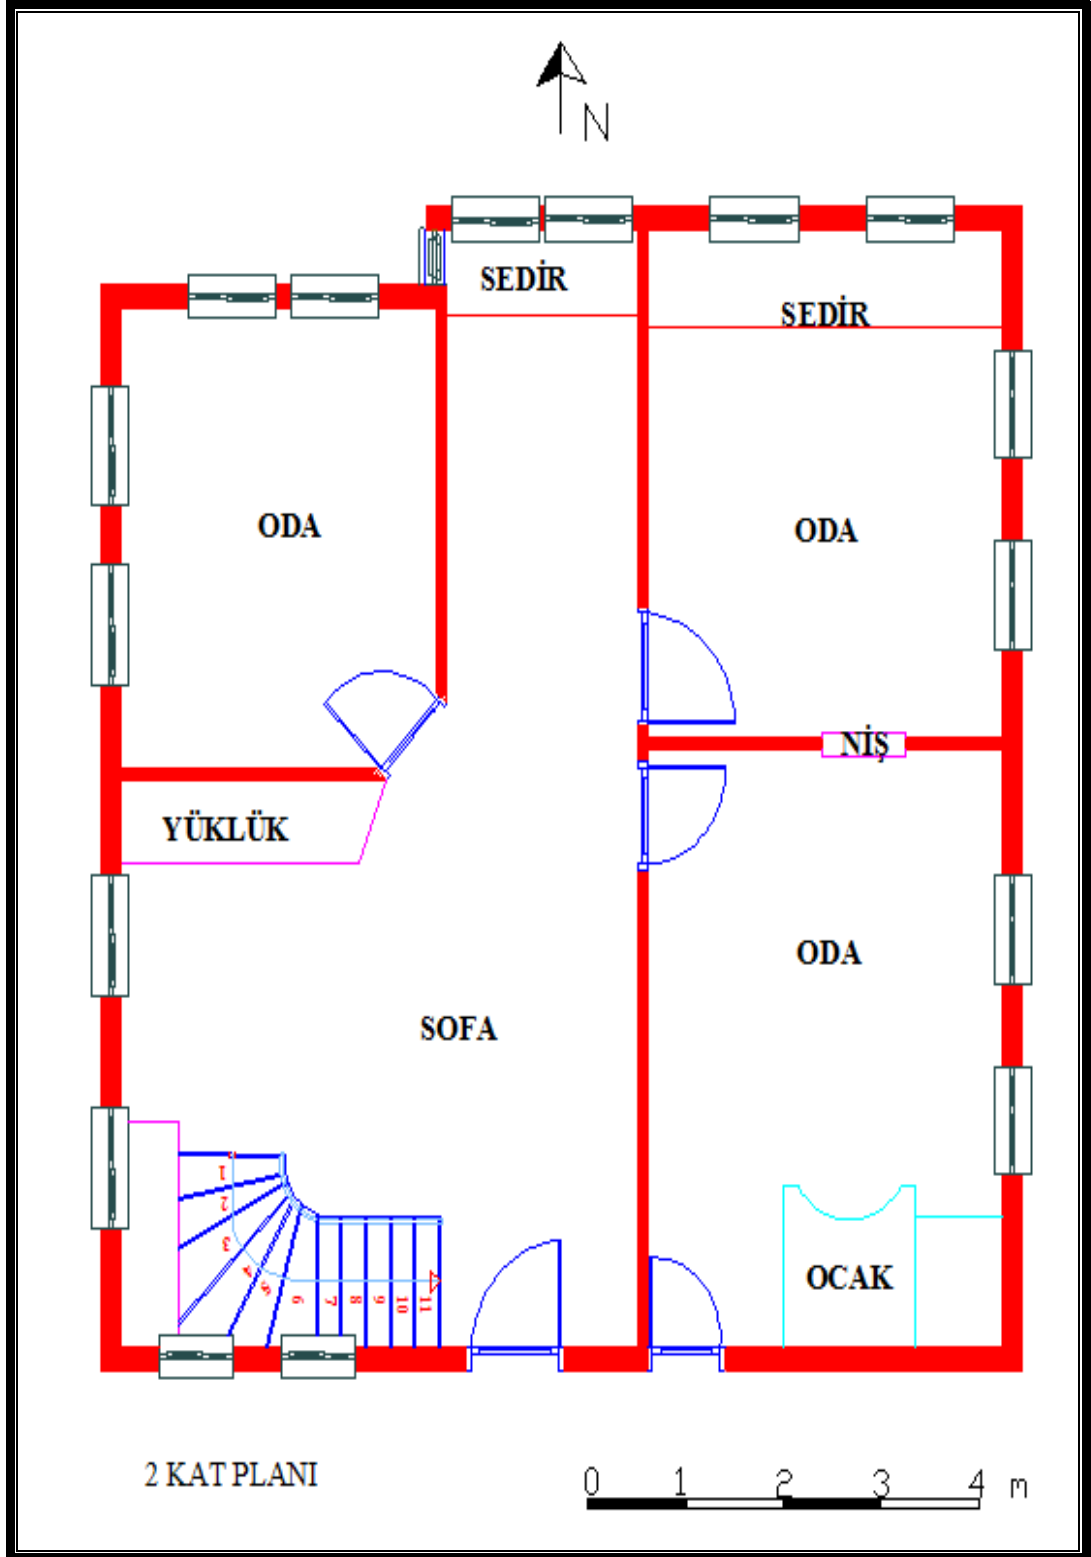 N
SEDİR
SEDİR
ODA
ODA
NİŞ
YÜKLÜK
ODA
SOFA
1
2
3
4
5
6
7
8
9
10
11
OCAK
2 KAT PLANI
0 1 2 3 4 m